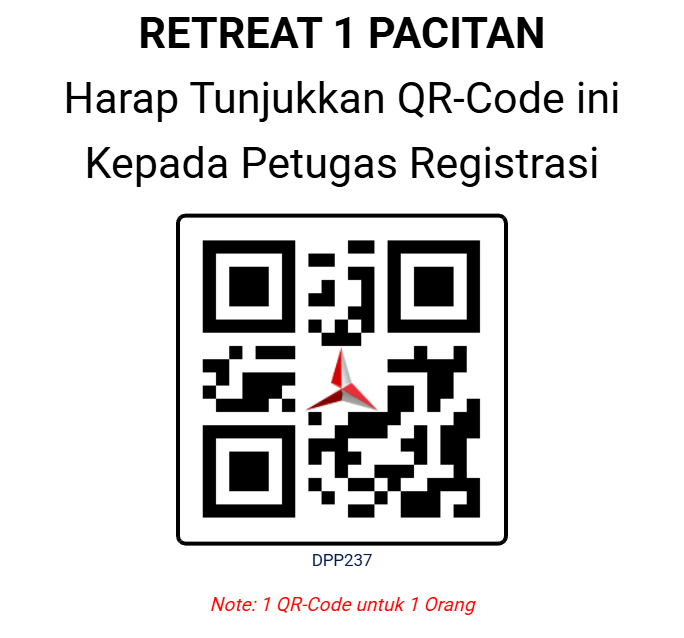 RETREAT 1 PACITAN
Harap Tunjukkan QR-Code ini
Kepada Petugas Registrasi
DPP237
Note: 1 QR-Code untuk 1 Orang